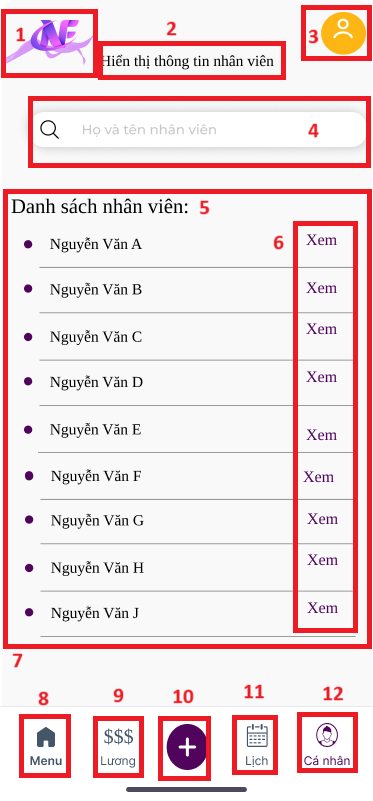 1
NE
2
Hiển thị thông tin nhân viên
3
Họ và tên nhân viên
4
Danh sách nhân viên:
5
6
Nguyễn Văn A Xem
Nguyễn Văn B Xem
Nguyễn Văn C Xem
Nguyễn Văn D Xem
Nguyễn Văn E Xem
Nguyễn Văn F Xem
Nguyễn Văn G Xem
Nguyễn Văn H Xem
Nguyễn Văn J Xem
7
8 9 10 11 12
$$$
Menu Lương Lịch Cá nhân